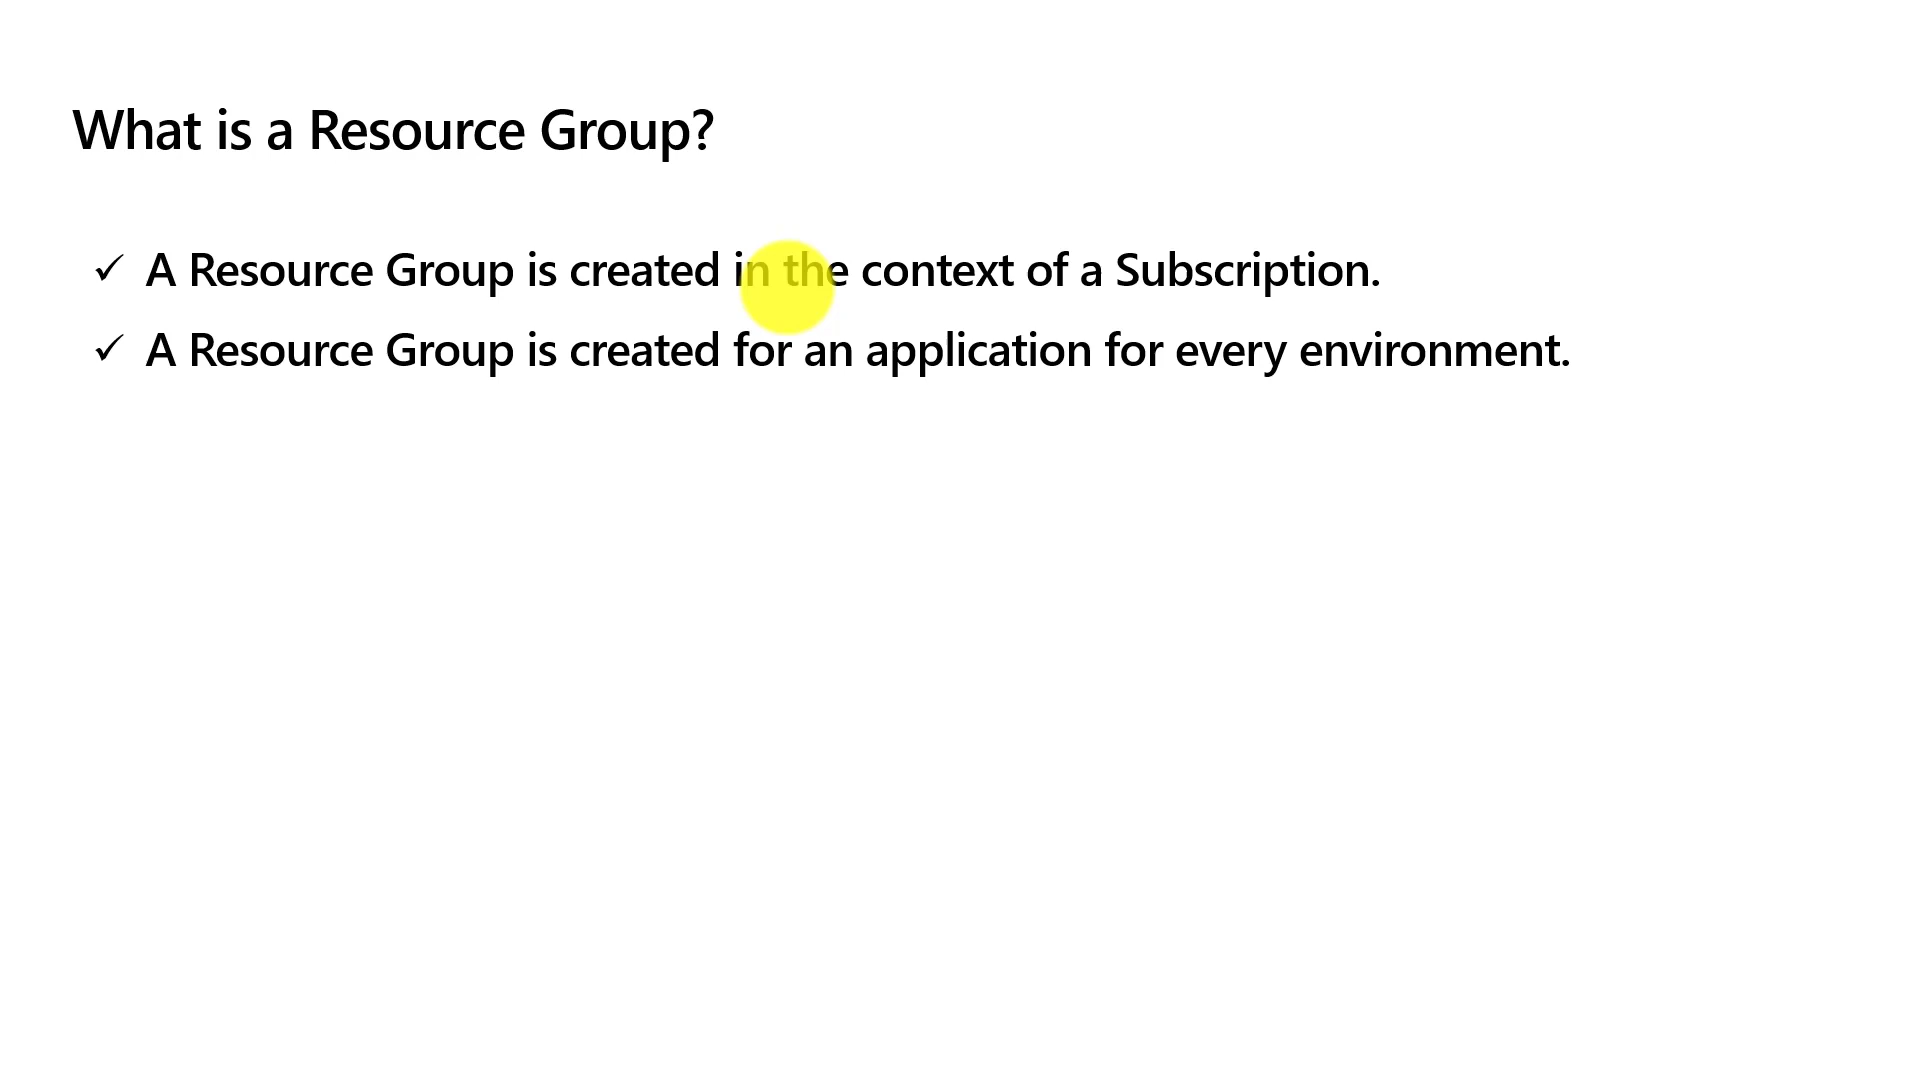 What is a Resource Group?
✓ A Resource Group is created in the context of a Subscription.
✓ A Resource Group is created for an application for every environment.